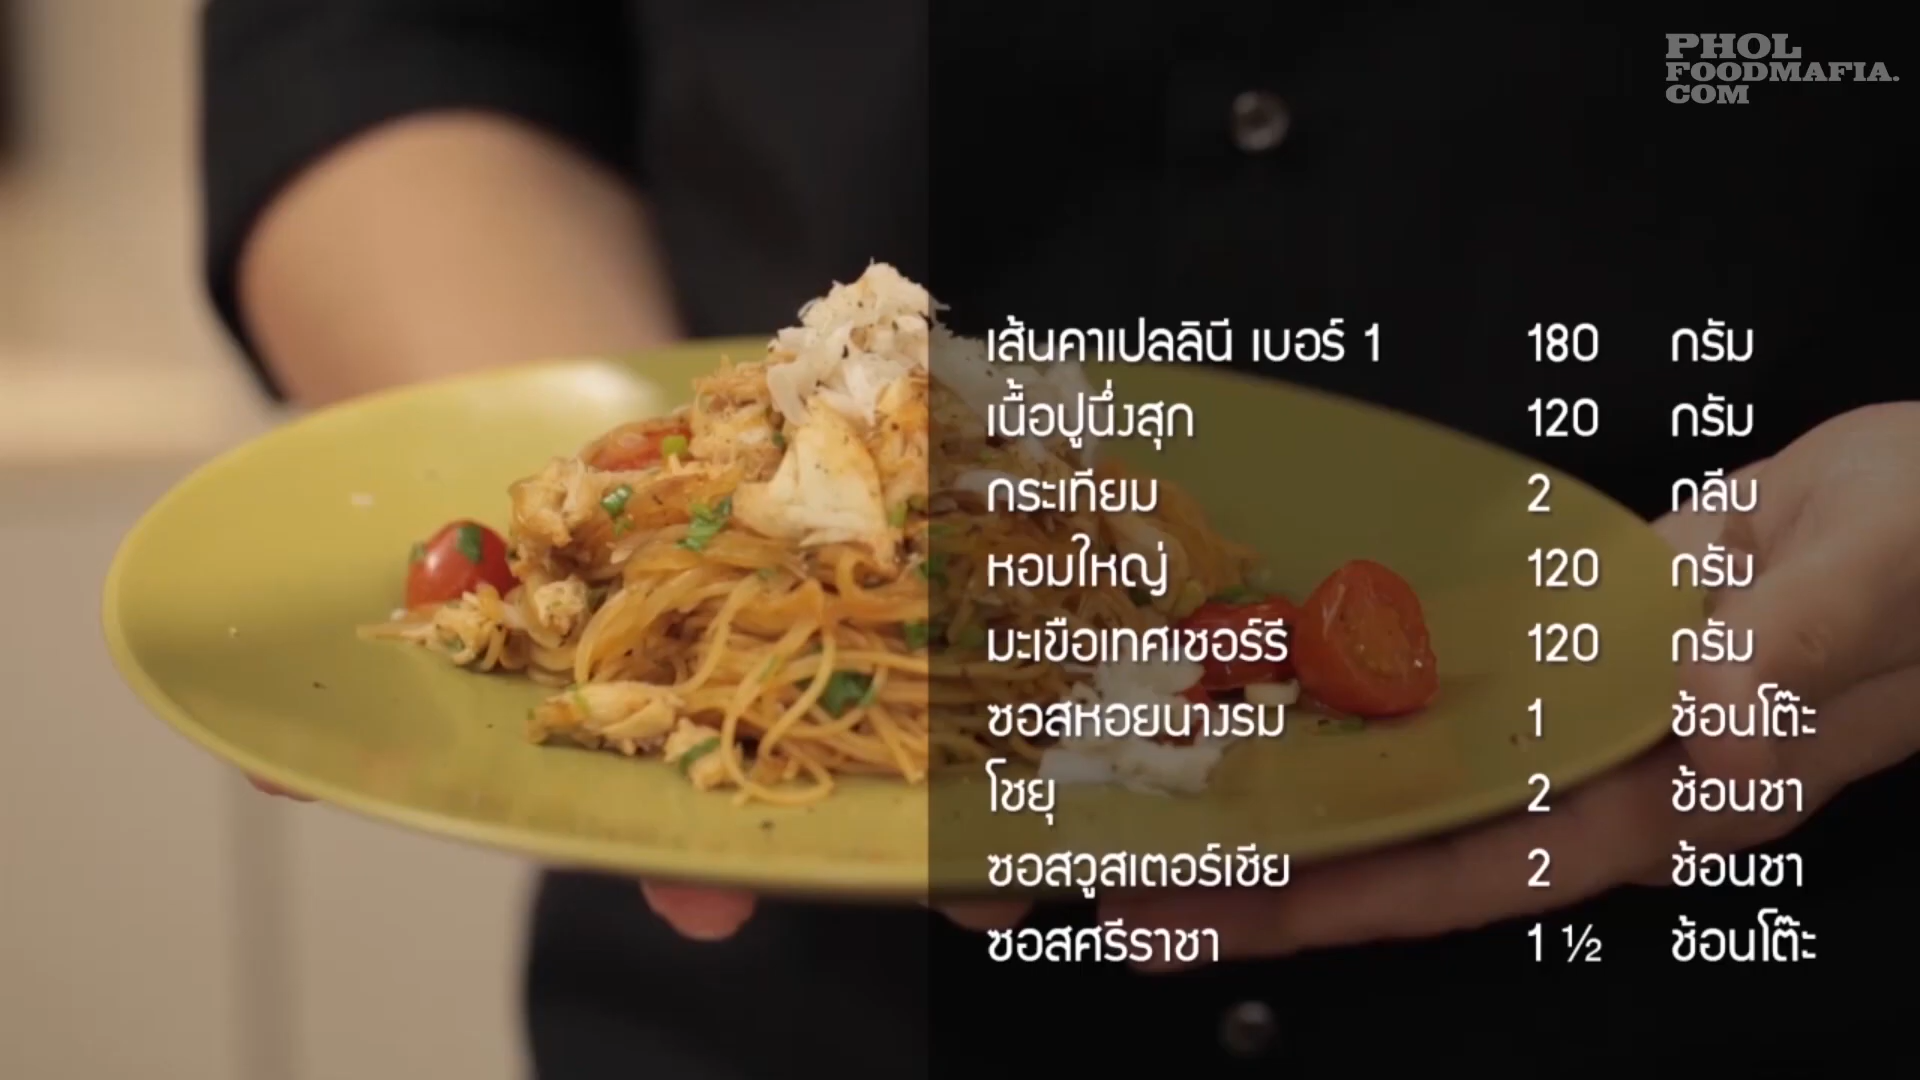 PHOL
FOODMAFIA.
COM
เส้นคาเปลลินี เบอร์ 1 180 กรัม
เนื้อปูนึ่งสุก 120 กรัม
กระเทียม 2 กลีบ
หอมใหญ่ 120 กรัม
มะเขือเทศเชอร์รี 120 กรัม
ซอสหอยนางรม 1 ช้อนโต๊ะ
โชยุ 2 ช้อนชา
ซอสวูสเตอร์เชีย 2 ช้อนชา
ซอสศรีราชา 1 ½ ช้อนโต๊ะ